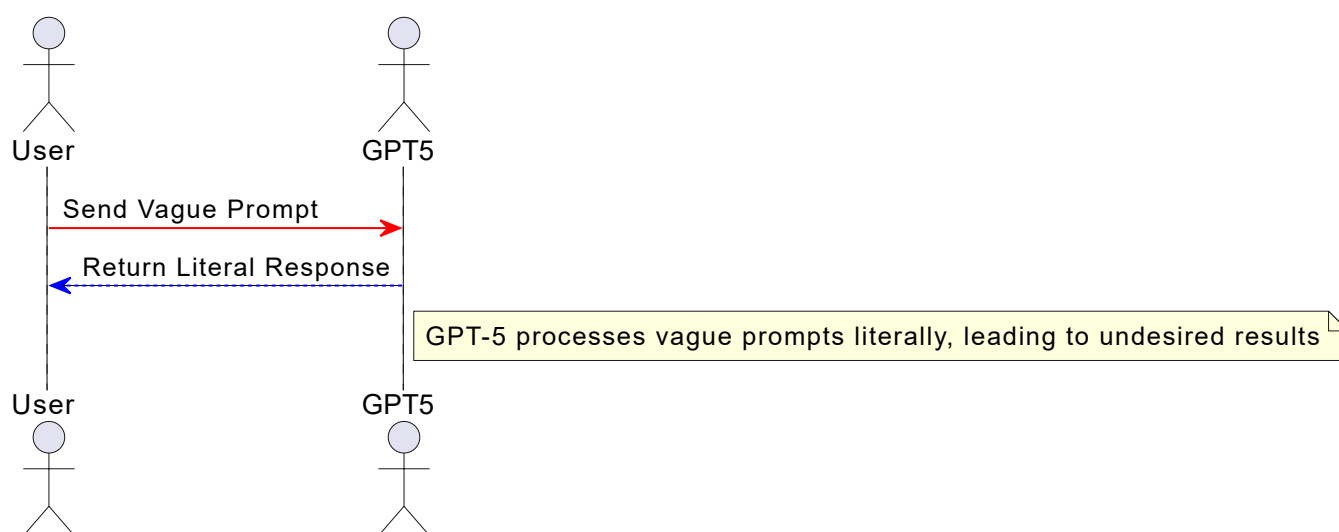 User GPT5
Send Vague Prompt
Return Literal Response
GPT-5 processes vague prompts literally, leading to undesired results
User GPT5